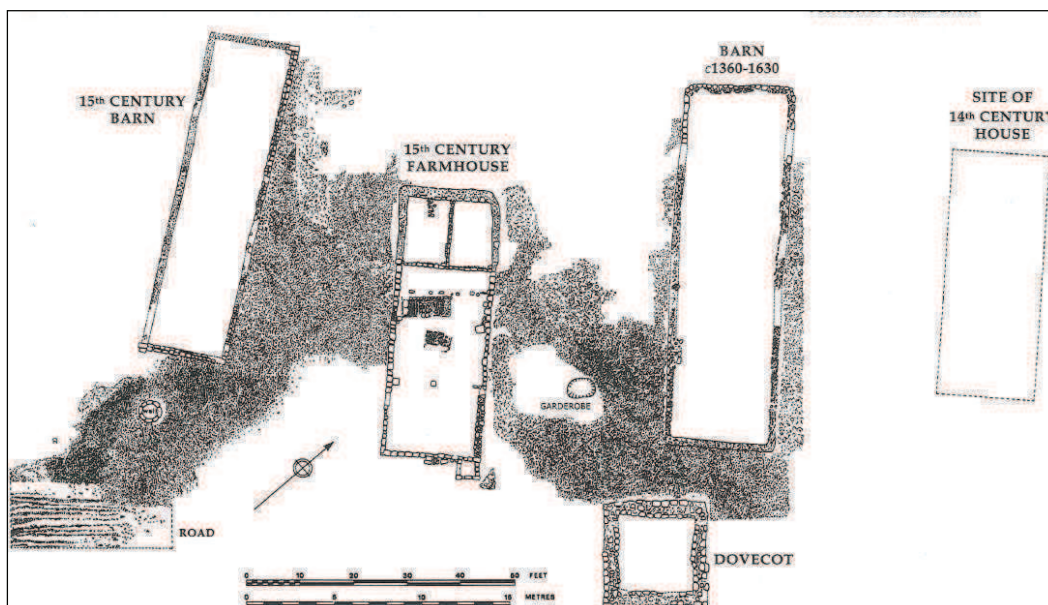 BARN
c1360-1630
15th CENTURY
BARN
SITE OF
14th CENTURY
HOUSE
15th CENTURY
FARMHOUSE
GARDEROBE
ROAD
DOVECOT
0 10 20 30 40 50 FEET
0 5 10 15 METRES